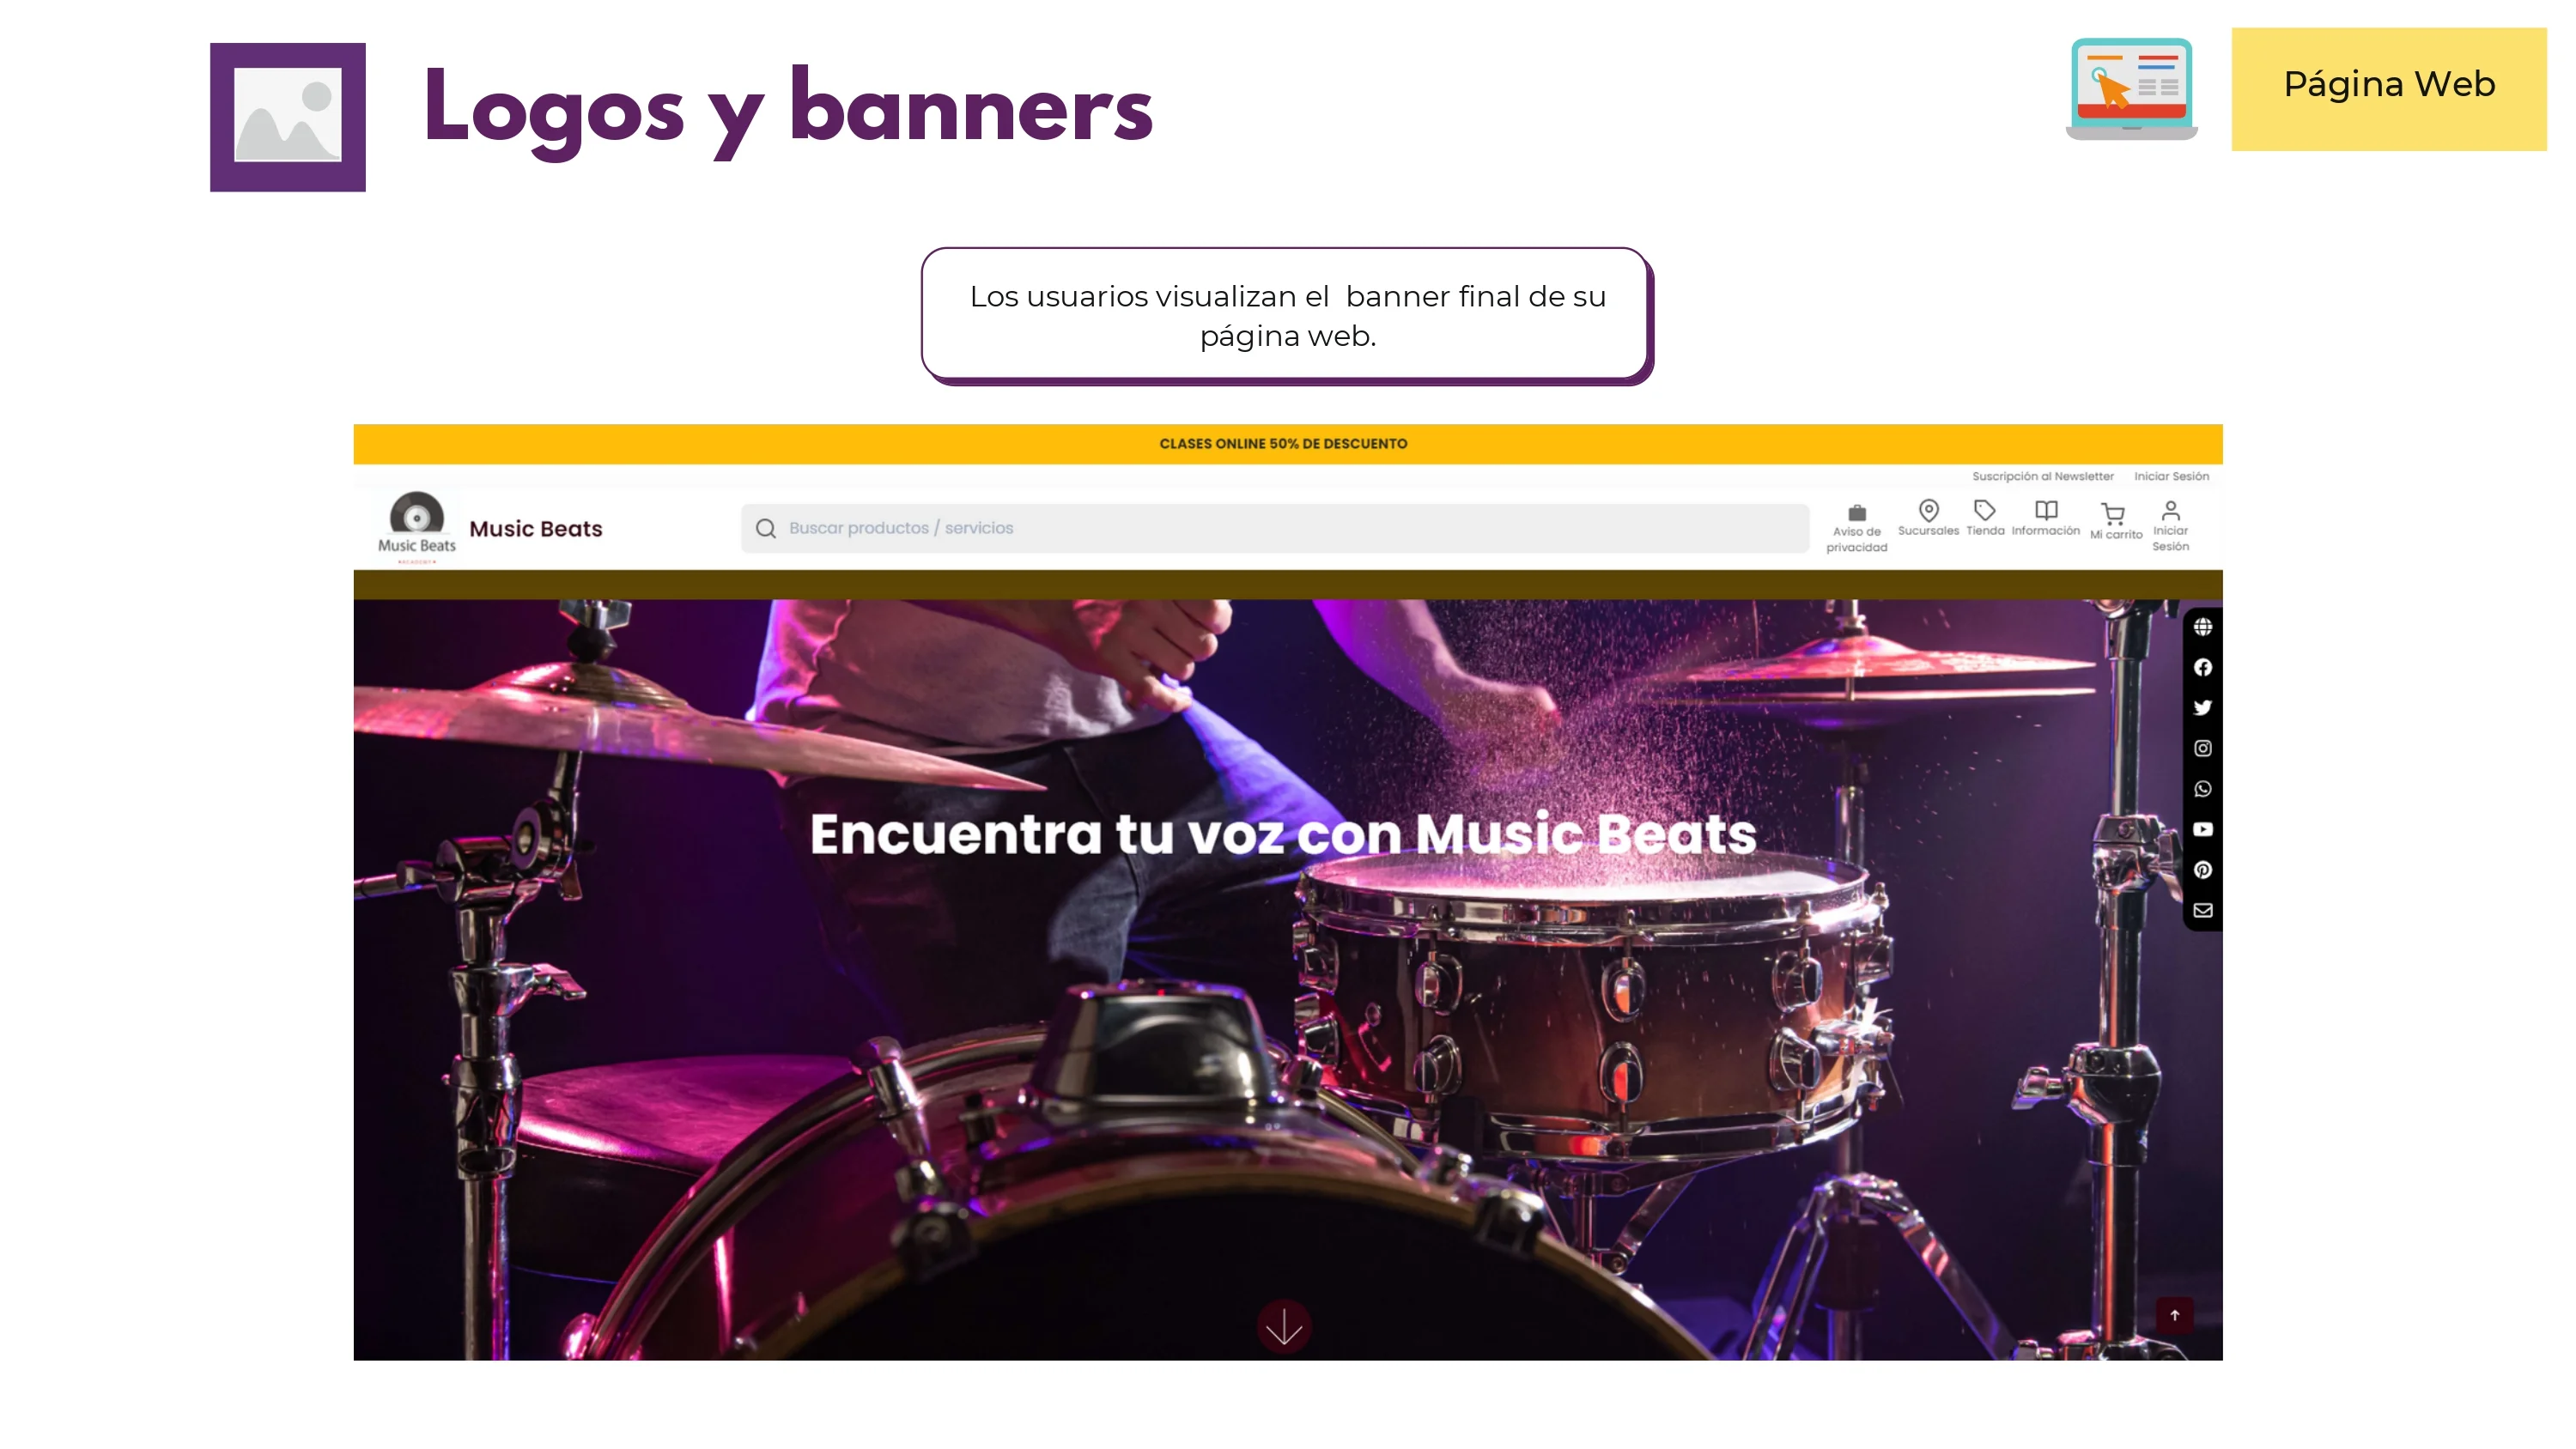 Logos y banners
Página Web
Los usuarios visualizan el  banner final de su
página web.
CLASES ONLINE 50% DE DESCUENTO
Suscripción al Newsletter
Iniciar Sesión
Music Beats
Music Beats
Buscar productos / servicios
Aviso de
privacidad
Sucursales
Tienda
Información
Mi carrito
Iniciar
Sesión
Encuentra tu voz con Music Beats